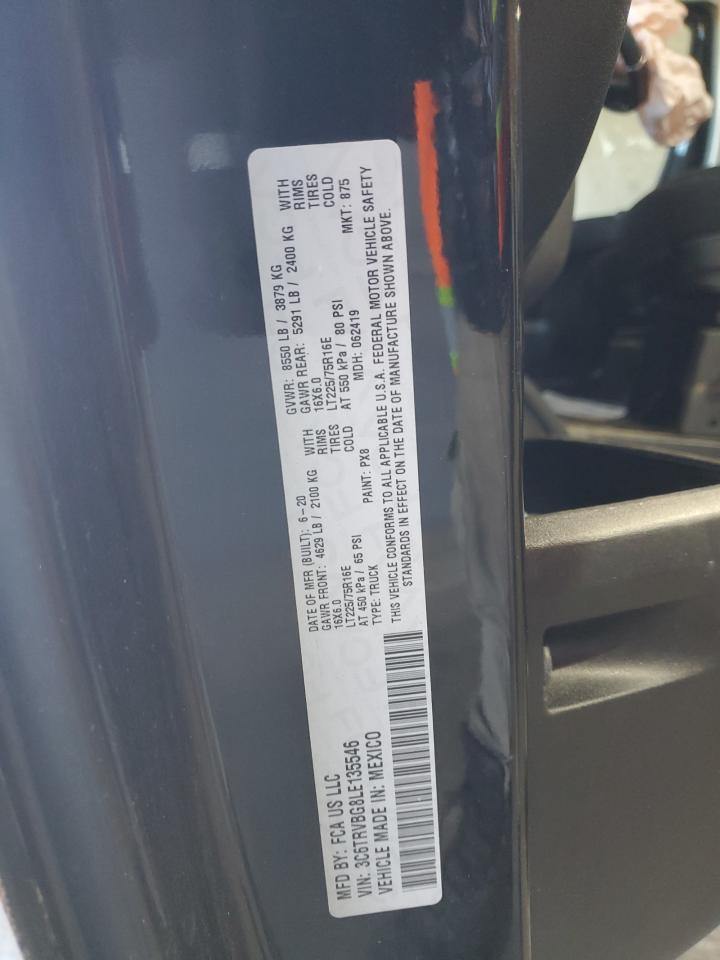 MFD BY: FCA US LLC
DATE OF MFR (BUILT): 6-20 GVWR: 8550 LB / 3879 KG
GAWR FRONT: 4629 LB / 2100 KG WITH GAWR REAR: 5291 LB / 2400 KG WITH
16X6.0 RIMS 16X6.0 RIMS
LT225/75R16E TIRES LT225/75R16E TIRES
AT 450 kPa / 65 PSI COLD AT 550 kPa / 80 PSI COLD
VIN: 3C6TRVBG8LE135546
TYPE: TRUCK PAINT: PX8 MDH: 062419 MKT: 875
VEHICLE MADE IN: MEXICO
THIS VEHICLE CONFORMS TO ALL APPLICABLE U.S.A. FEDERAL MOTOR VEHICLE SAFETY
STANDARDS IN EFFECT ON THE DATE OF MANUFACTURE SHOWN ABOVE.